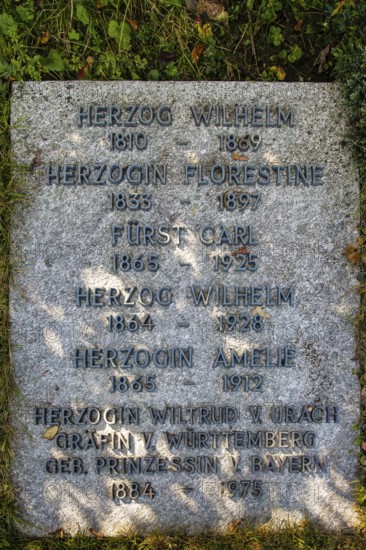 HERZOG WILHELM
1810 – 1869
HERZOGIN FLORESTINE
1833 – 1897
FÜRST CARL
1865 – 1925
HERZOG WILHELM
1864 – 1928
HERZOGIN AMELIE
1865 – 1912
HERZOGIN WILTRUD V. URACH
GRÄFIN V. WÜRTTEMBERG
GEB. PRINZESSIN V. BAYERN
1884 – 1975